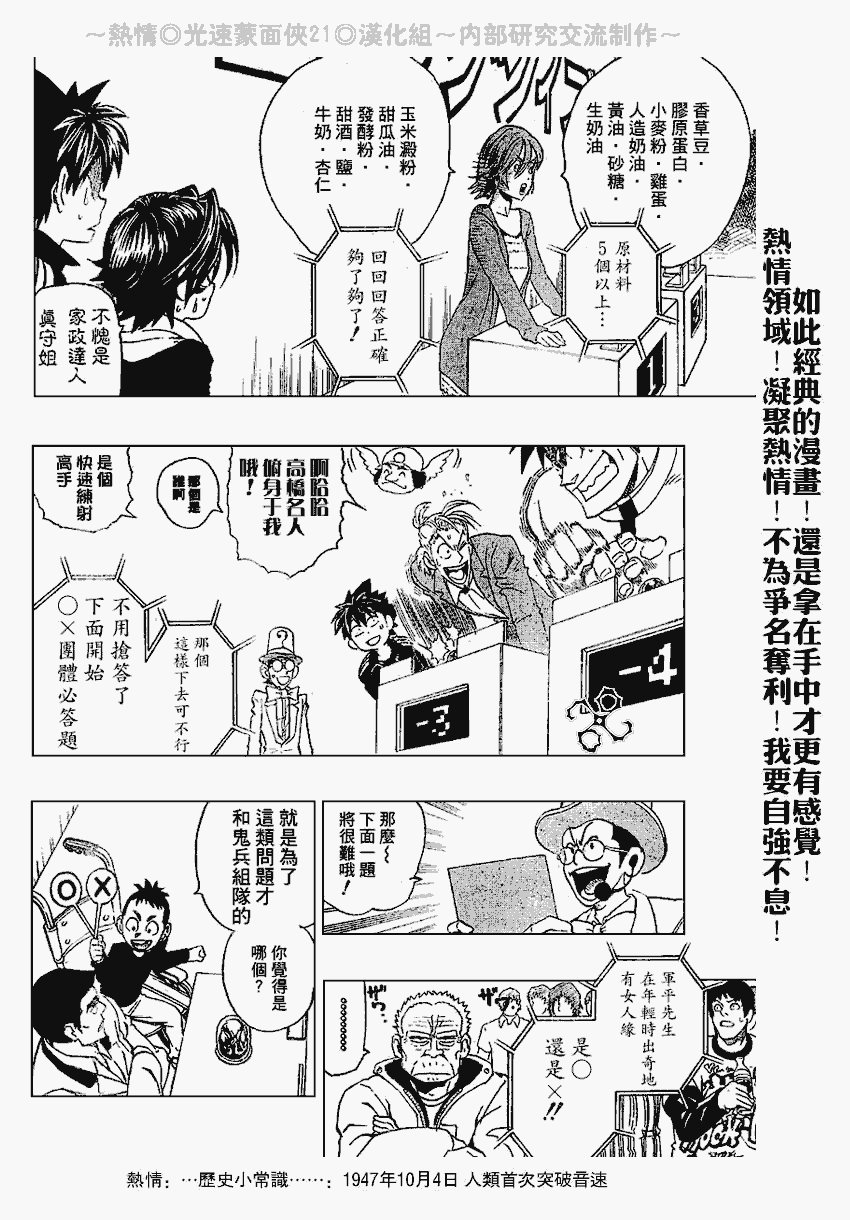 ~熱情◎光速蒙面俠21◎漢化組~内部研究交流制作~
如此經典的漫畫！還是拿在手中才更有感覺！
熱情領域！凝聚熱情！不為爭名奪利！我要自強不息！
香草豆．
膠原蛋白．
小麥粉．雞蛋．
人造奶油．
黃油．砂糖．
生奶油
原材料
5個以上…
1
3
玉米澱粉．
甜瓜油．
發酵粉．
甜酒．鹽．
牛奶．杏仁
回回回答正確
夠了夠了！
不愧是
家政達人
真守姐
啊哈哈
高橋名人
俯身于我
哦！
那個是
誰啊
是個
快速練射
高手
-4
-3
那個
這樣下去可不行
不用搶答了
下面開始
○×團體必答題
那麼~
下面一題
將很難哦！
就是為了
這類問題才
和鬼兵組隊的
你覺得是
哪個？
○
×
軍平先生
在年輕時出奇地
有女人緣
是○
還是×!!
ザ
ザ…
…………
熱情：…歷史小常識……：1947年10月4日 人類首次突破音速